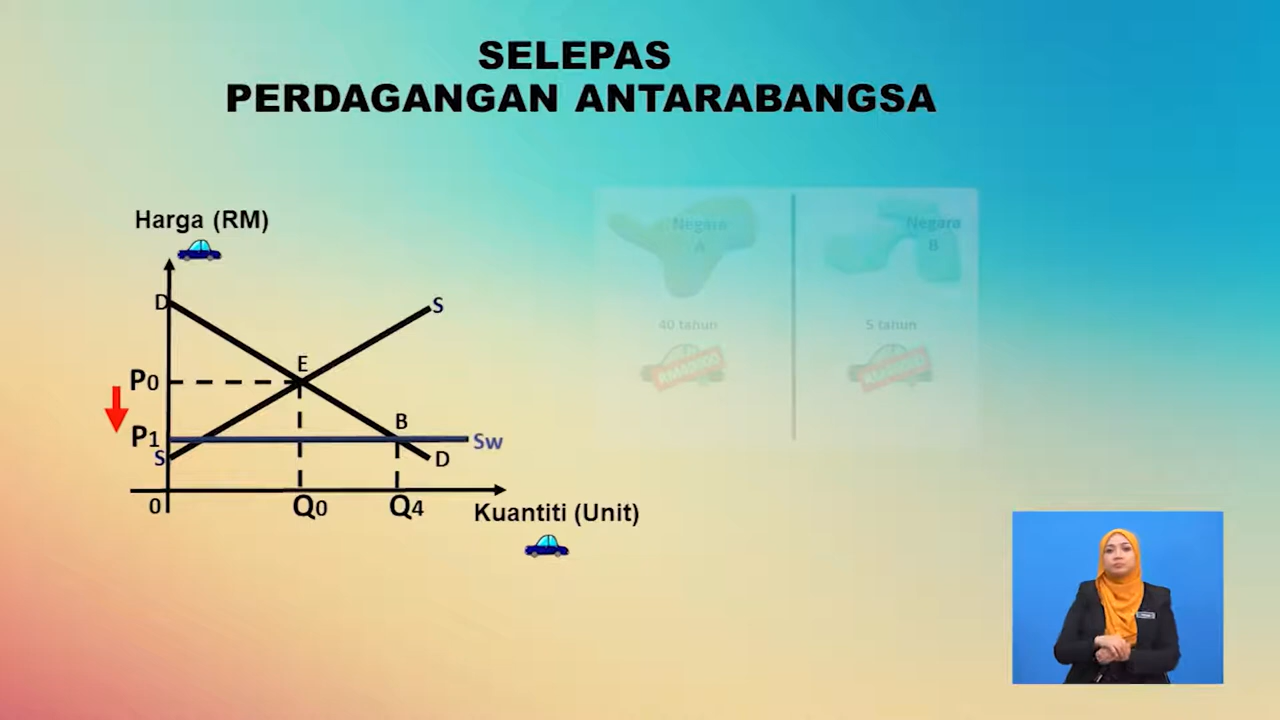 SELEPAS
PERDAGANGAN ANTARABANGSA
Harga (RM)
Negara
A
Negara
B
D
S
40 tahun
5 tahun
E
P0
B
P1
Sw
S
D
0
Q0
Q4
Kuantiti (Unit)